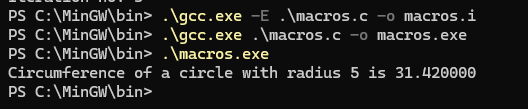 PS C:\MinGW\bin> .\gcc.exe -E .\macros.c -o macros.i
PS C:\MinGW\bin> .\gcc.exe .\macros.c -o macros.exe
PS C:\MinGW\bin> .\macros.exe
Circumference of a circle with radius 5 is 31.420000
PS C:\MinGW\bin>